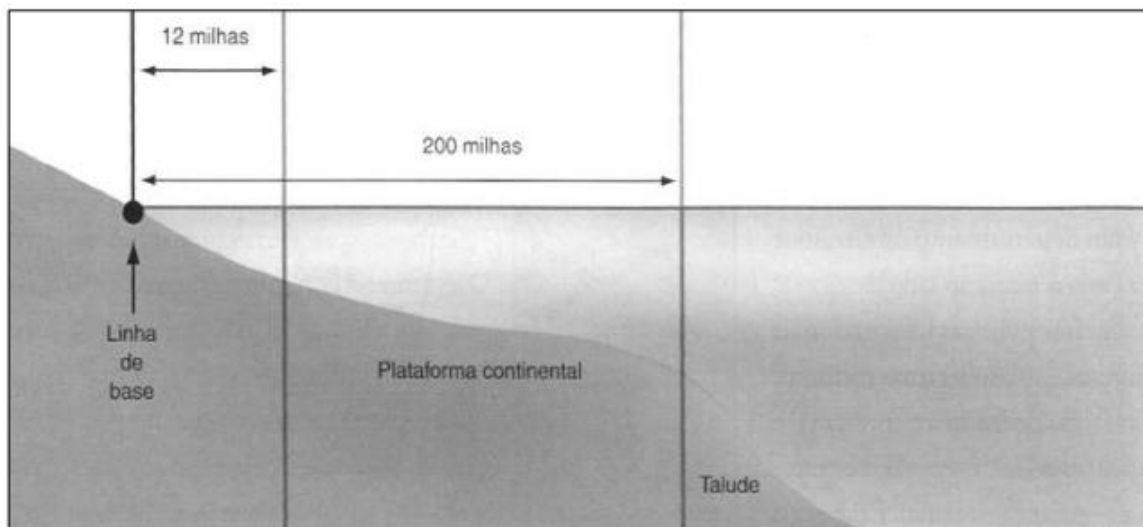 12 milhas
200 milhas
Linha
de
base
Plataforma continental
Talude